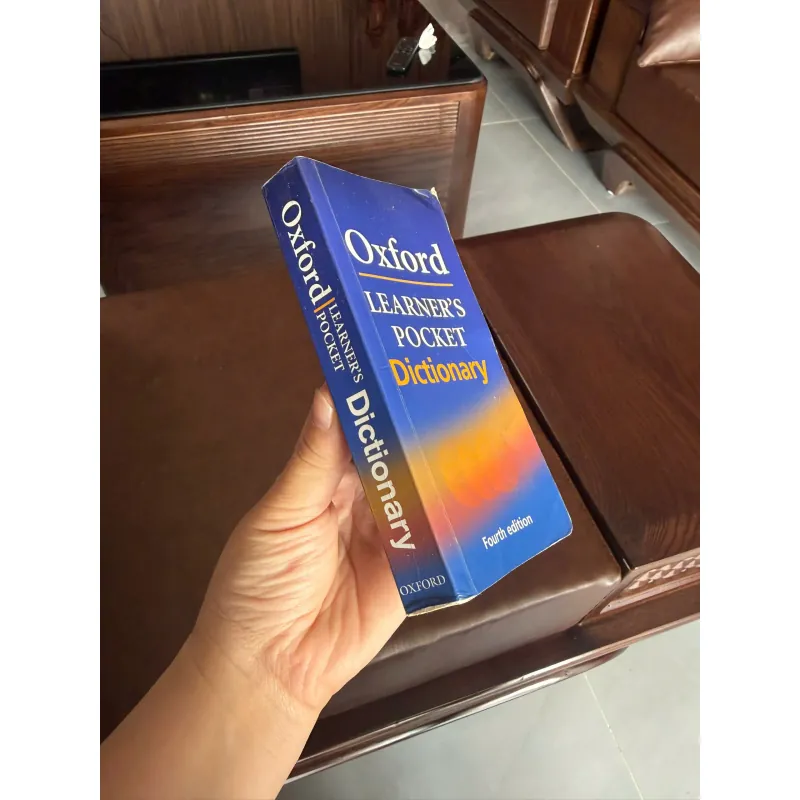 Oxford
LEARNER'S
POCKET
Dictionary
OXFORD
Oxford
LEARNER'S
POCKET
Dictionary
Fourth edition